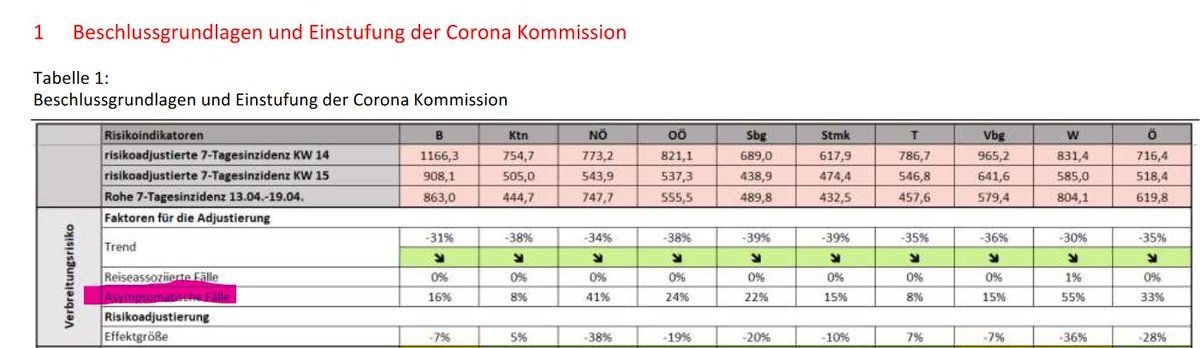 1 Beschlussgrundlagen und Einstufung der Corona Kommission
Tabelle 1:
Beschlussgrundlagen und Einstufung der Corona Kommission
Risikoindikatoren B Ktn NÖ OÖ Sbg Stmk T Vbg W Ö
risikoadjustierte 7-Tagesinzidenz KW 14 1166,3 754,7 773,2 821,1 689,0 617,9 786,7 965,2 831,4 716,4
risikoadjustierte 7-Tagesinzidenz KW 15 908,1 505,0 543,9 537,3 438,9 474,4 546,8 641,6 585,0 518,4
Rohe 7-Tagesinzidenz 13.04.-19.04. 863,0 444,7 747,7 555,5 489,8 432,5 457,6 579,4 804,1 619,8
Verbreitungsrisiko
Faktoren für die Adjustierung
Trend -31% -38% -34% -38% -39% -39% -35% -36% -30% -35%
Reiseassoziierte Fälle 0% 0% 0% 0% 0% 0% 0% 0% 1% 0%
Asymptomatische Fälle 16% 8% 41% 24% 22% 15% 8% 15% 55% 33%
Risikoadjustierung
Effektgröße -7% 5% -38% -19% -20% -10% 7% -7% -36% -28%